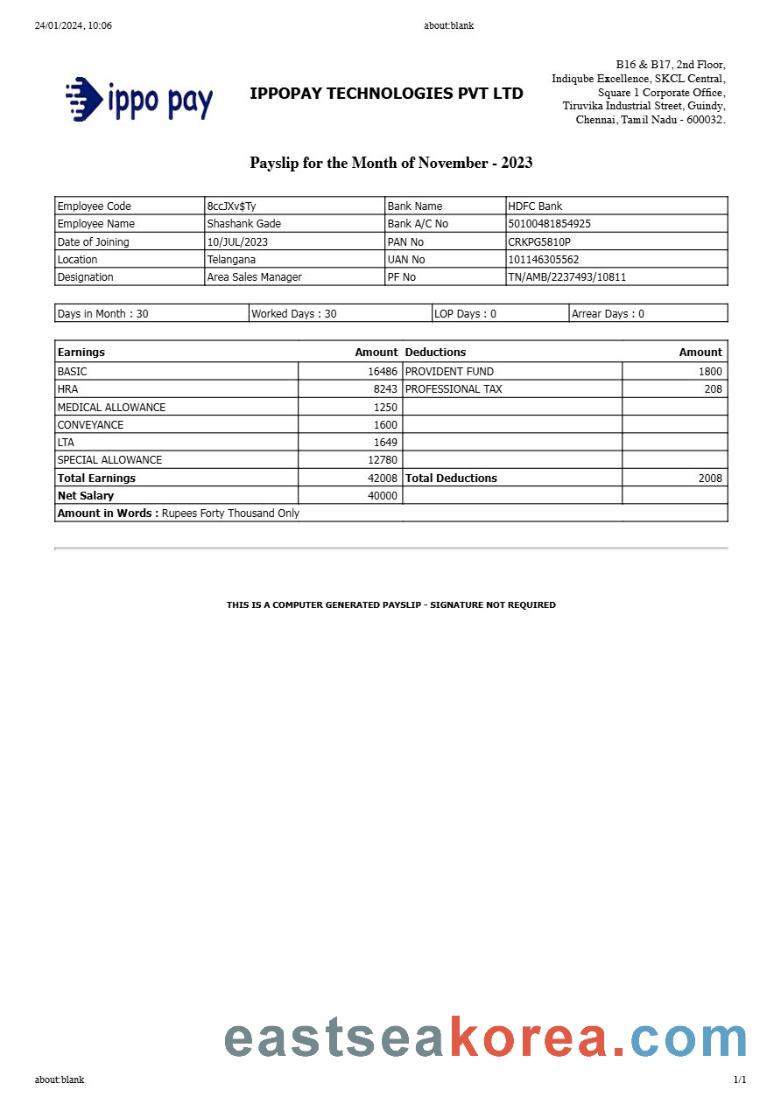 24/01/2024, 10:06 about:blank
ippo pay
IPPOPAY TECHNOLOGIES PVT LTD
B16 & B17, 2nd Floor,
Indiqube Excellence, SKCL Central,
Square 1 Corporate Office,
Tiruvika Industrial Street, Guindy,
Chennai, Tamil Nadu - 600032.
Payslip for the Month of November - 2023
Employee Code 8ccJXv$Ty Bank Name HDFC Bank
Employee Name Shashank Gade Bank A/C No 50100481854925
Date of Joining 10/JUL/2023 PAN No CRKPG5810P
Location Telangana UAN No 101146305562
Designation Area Sales Manager PF No TN/AMB/2237493/10811
Days in Month : 30 Worked Days : 30 LOP Days : 0 Arrear Days : 0
Earnings Amount Deductions Amount
BASIC 16486 PROVIDENT FUND 1800
HRA 8243 PROFESSIONAL TAX 208
MEDICAL ALLOWANCE 1250
CONVEYANCE 1600
LTA 1649
SPECIAL ALLOWANCE 12780
Total Earnings 42008 Total Deductions 2008
Net Salary 40000
Amount in Words : Rupees Forty Thousand Only
THIS IS A COMPUTER GENERATED PAYSLIP - SIGNATURE NOT REQUIRED
eastseakorea.com
about:blank 1/1